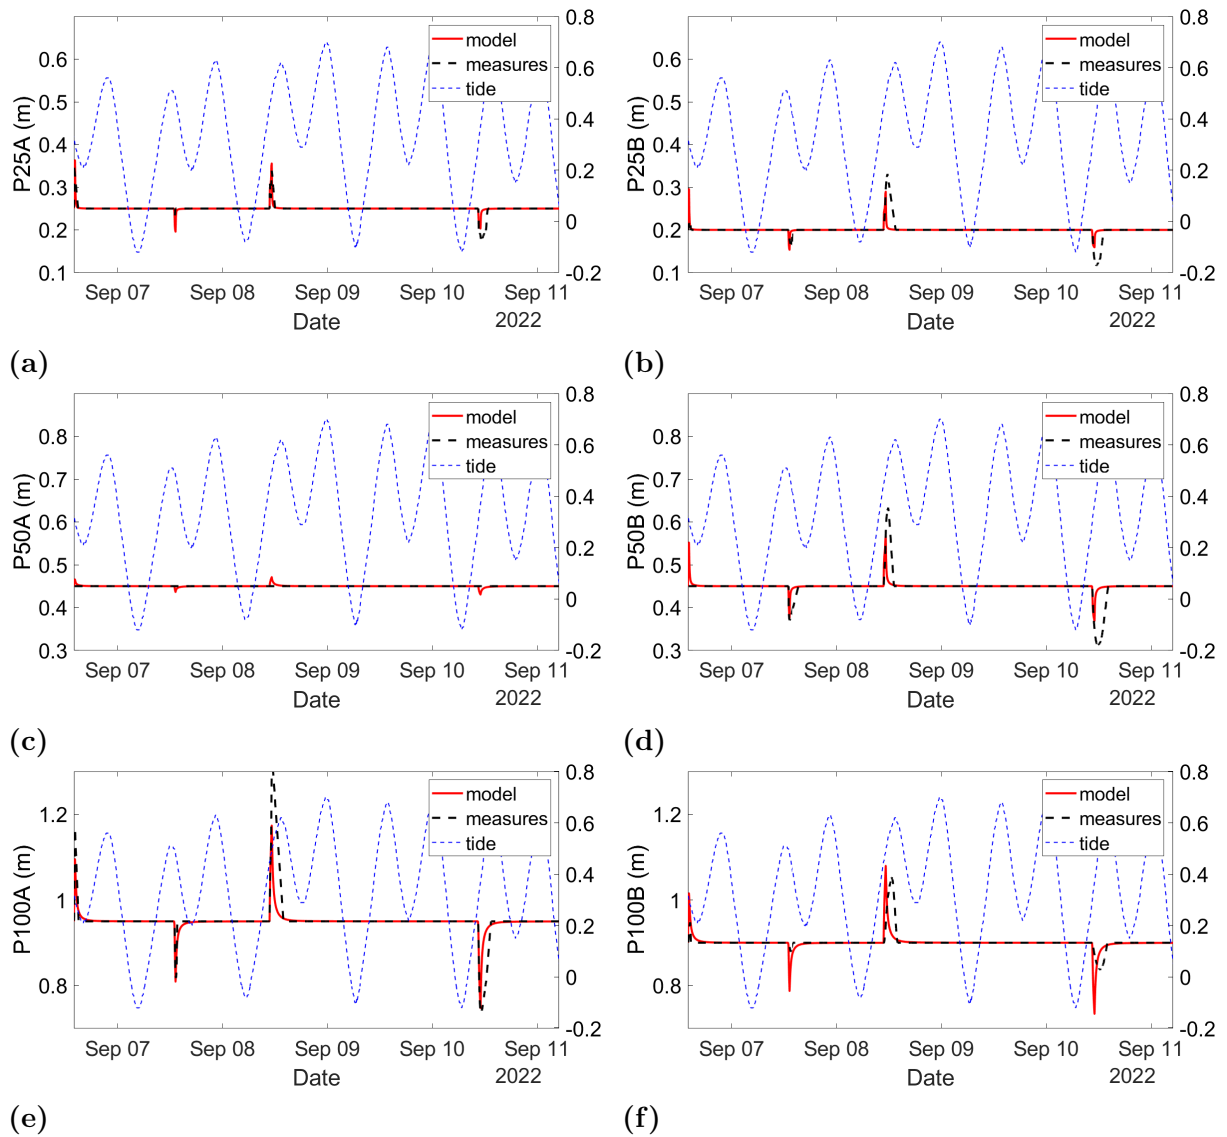 0.8
0.8
0.6
model
measures
tide
0.6
0.6
model
measures
tide
0.6
P25A (m)
0.5
0.4
0.3
0.2
0.1
0.4
0.2
0
-0.2
P25B (m)
0.5
0.4
0.3
0.2
0.1
0.4
0.2
0
-0.2
Sep 07 Sep 08 Sep 09 Sep 10 Sep 11
Date 2022
Sep 07 Sep 08 Sep 09 Sep 10 Sep 11
Date 2022
(a)
(b)
P50A (m)
0.8
0.7
0.6
0.5
0.4
0.3
model
measures
tide
0.8
0.6
0.4
0.2
0
-0.2
P50B (m)
0.8
0.7
0.6
0.5
0.4
0.3
model
measures
tide
0.8
0.6
0.4
0.2
0
-0.2
Sep 07 Sep 08 Sep 09 Sep 10 Sep 11
Date 2022
Sep 07 Sep 08 Sep 09 Sep 10 Sep 11
Date 2022
(c)
(d)
P100A (m)
1.2
1
0.8
model
measures
tide
0.8
0.6
0.4
0.2
0
-0.2
P100B (m)
1.2
1
0.8
model
measures
tide
0.8
0.6
0.4
0.2
0
-0.2
Sep 07 Sep 08 Sep 09 Sep 10 Sep 11
Date 2022
Sep 07 Sep 08 Sep 09 Sep 10 Sep 11
Date 2022
(e)
(f)